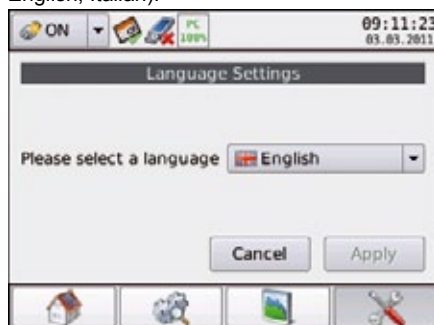 English, Italian).
ON
PC
100%
09:11:23
03.03.2011
Language Settings
Please select a language English
Cancel Apply